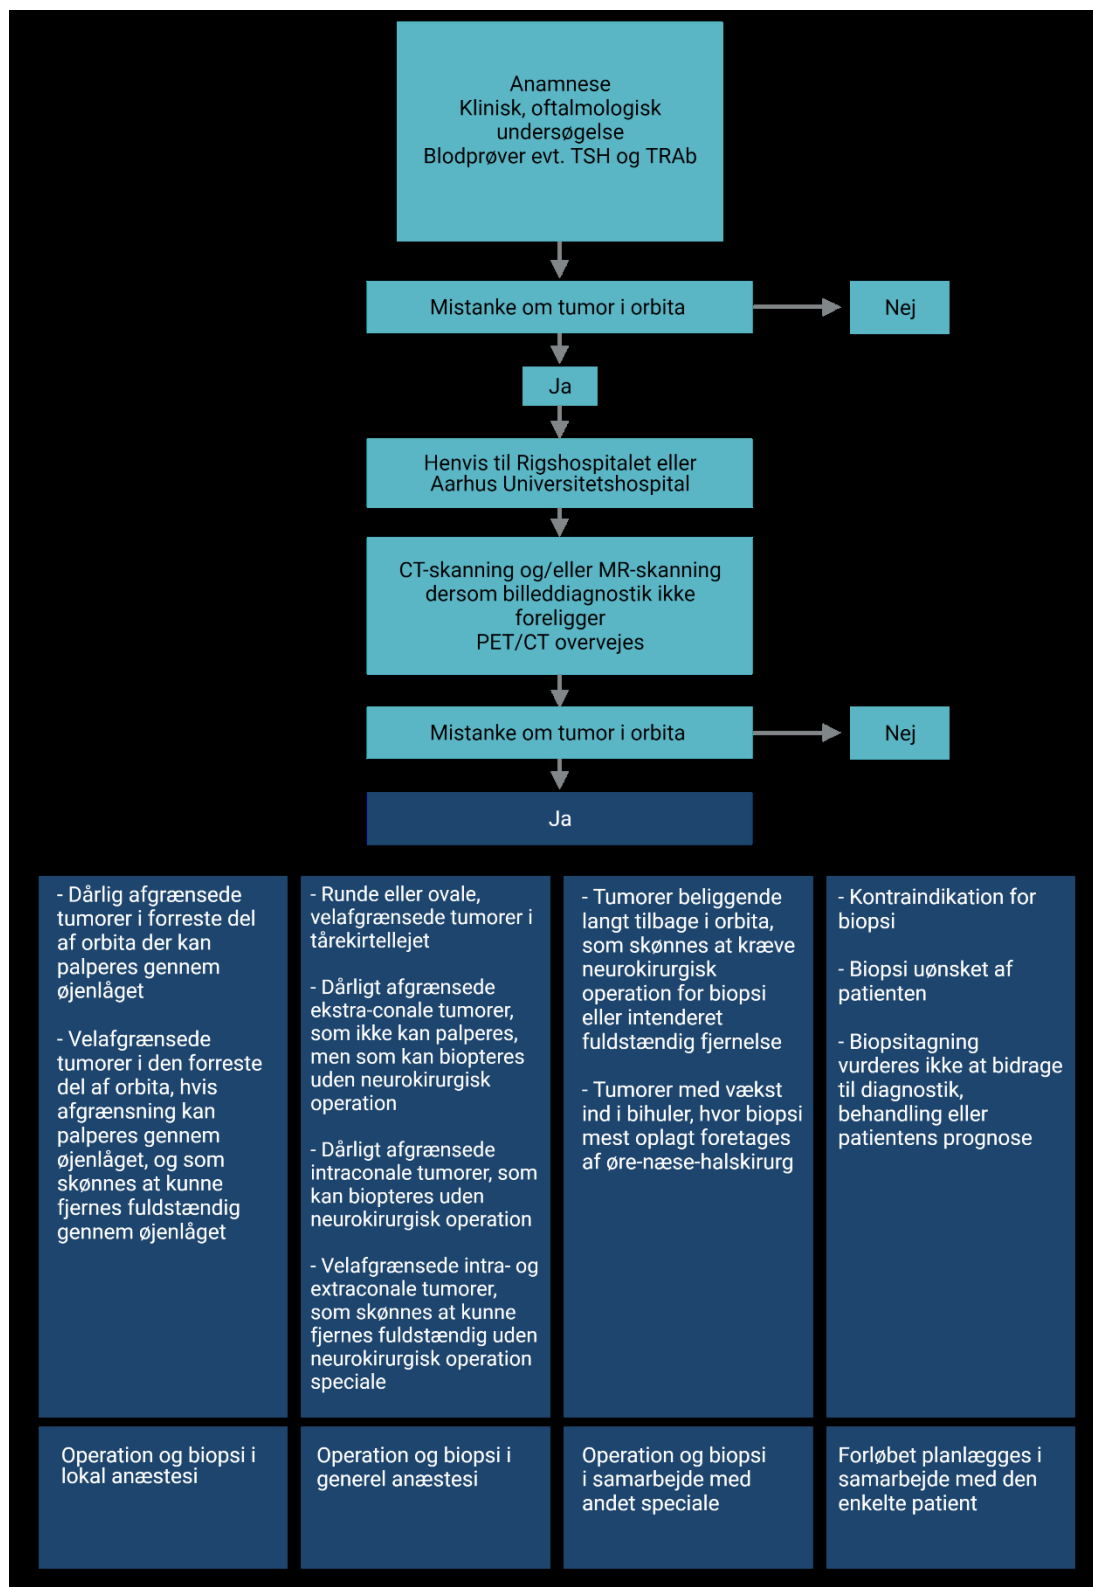 Anamnese
Klinisk, oftalmologisk
undersøgelse
Blodprøver evt. TSH og TRAb
Mistanke om tumor i orbita
Nej
Ja
Henvis til Rigshospitalet eller
Aarhus Universitetshospital
CT-skanning og/eller MR-skanning
dersom billeddiagnostik ikke
foreligger
PET/CT overvejes
Mistanke om tumor i orbita
Nej
Ja
- Dårlig afgrænsede
tumorer i forreste del
af orbita der kan
palperes gennem
øjenlåget
- Velafgrænsede
tumorer i den forreste
del af orbita, hvis
afgrænsning kan
palperes gennem
øjenlåget, og som
skønnes at kunne
fjernes fuldstændig
gennem øjenlåget
- Runde eller ovale,
velafgrænsede tumorer i
tårekirtellejet
- Dårligt afgrænsede
ekstra-conale tumorer,
som ikke kan palperes,
men som kan biopteres
uden neurokirurgisk
operation
- Dårligt afgrænsede
intraconale tumorer, som
kan biopteres uden
neurokirurgisk operation
- Velafgrænsede intra- og
extraconale tumorer,
som skønnes at kunne
fjernes fuldstændig uden
neurokirurgisk operation
speciale
- Tumorer beliggende
langt tilbage i orbita,
som skønnes at kræve
neurokirurgisk
operation for biopsi
eller intenderet
fuldstændig fjernelse
- Tumorer med vækst
ind i bihuler, hvor biopsi
mest oplagt foretages
af øre-næse-halskirurg
- Kontraindikation for
biopsi
- Biopsi uønsket af
patienten
- Biopsitagning
vurderes ikke at bidrage
til diagnostik,
behandling eller
patientens prognose
Operation og biopsi i
lokal anæstesi
Operation og biopsi i
generel anæstesi
Operation og biopsi
i samarbejde med
andet speciale
Forløbet planlægges i
samarbejde med den
enkelte patient